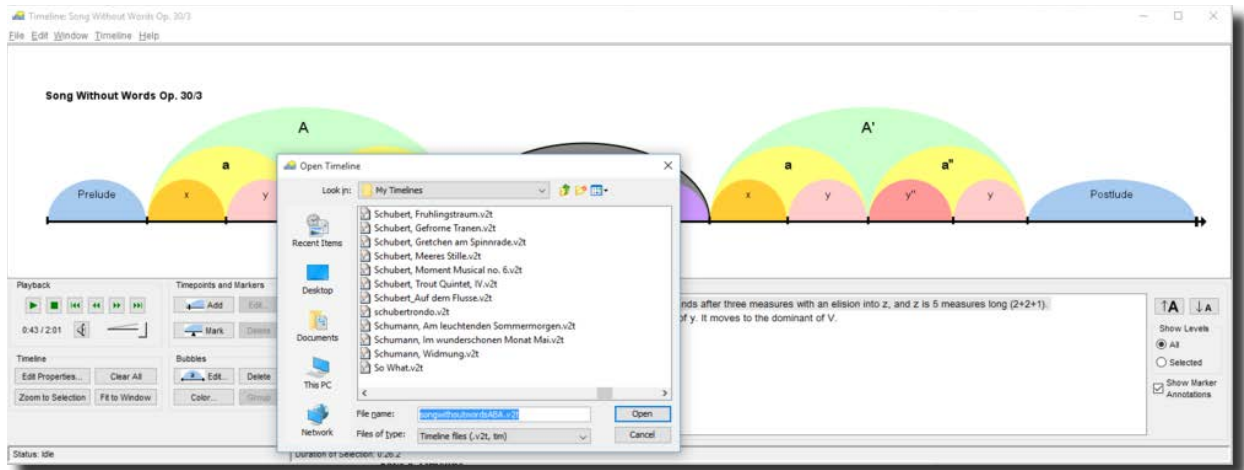 Timeline: Song Without Words Op. 30/3
File Edit Window Timeline Help
Song Without Words Op. 30/3
A
A'
a
a
a"
Prelude
x
y
x
y
y"
y
Postlude
Open Timeline
Look in: My Timelines
Recent Items
Desktop
Documents
This PC
Network
Schubert, Fruhlingstraum.v2t
Schubert, Gefrorne Tranen.v2t
Schubert, Gretchen am Spinnrade.v2t
Schubert, Meeres Stille.v2t
Schubert, Moment Musical no. 6.v2t
Schubert, Trout Quintet, IV.v2t
Schubert_Auf dem Flusse.v2t
schubertrondo.v2t
Schumann, Am leuchtenden Sommermorgen.v2t
Schumann, Im wunderschonen Monat Mai.v2t
Schumann, Widmung.v2t
So What.v2t
File name: songwithoutwordsABA.v2t Open
Files of type: Timeline files (.v2t, tm) Cancel
Playback
0:43 / 2:01
Timepoints and Markers
Add Edit...
Mark Delete
Timeline
Edit Properties... Clear All
Zoom to Selection Fit to Window
Bubbles
Edit... Delete
Color... Group
nds after three measures with an elision into z, and z is 5 measures long (2+2+1).
of y. It moves to the dominant of V.
A A
Show Levels
All
Selected
Show Marker
Annotations
Status: Idle
Duration of Selection: 0:26.2